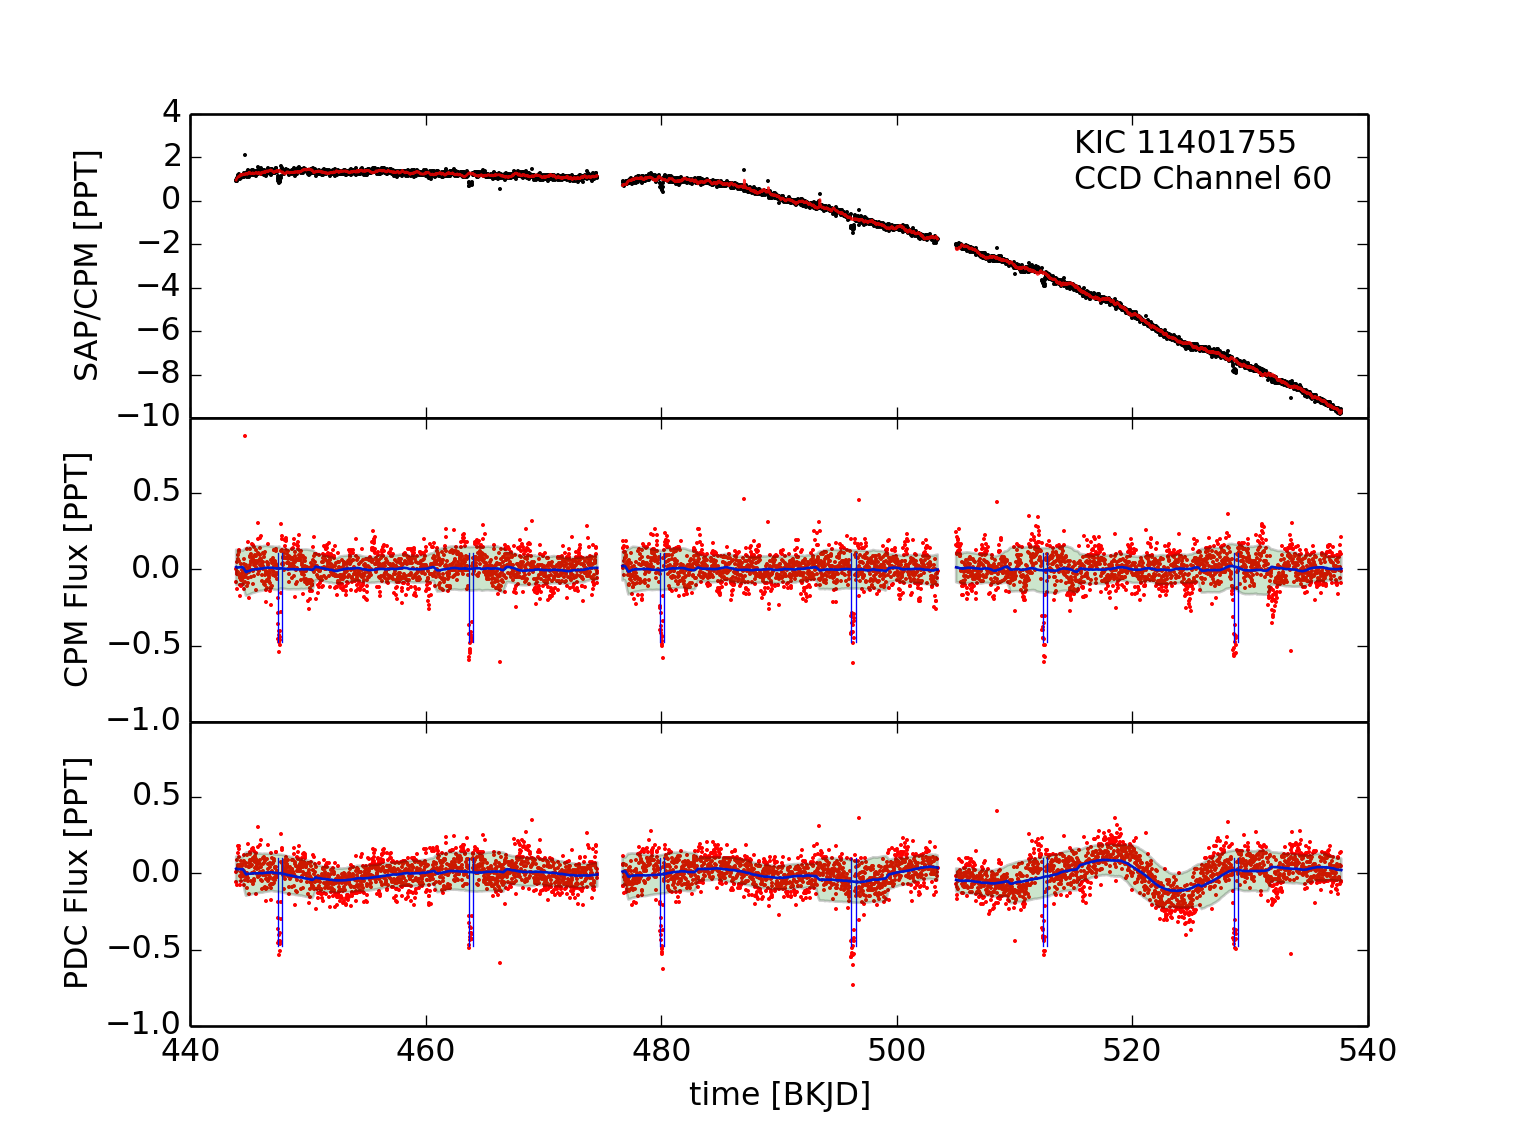 KIC 11401755
CCD Channel 60
SAP/CPM [PPT]
4
2
0
−2
−4
−6
−8
−10
CPM Flux [PPT]
0.5
0.0
−0.5
−1.0
PDC Flux [PPT]
0.5
0.0
−0.5
−1.0
440 460 480 500 520 540
time [BKJD]